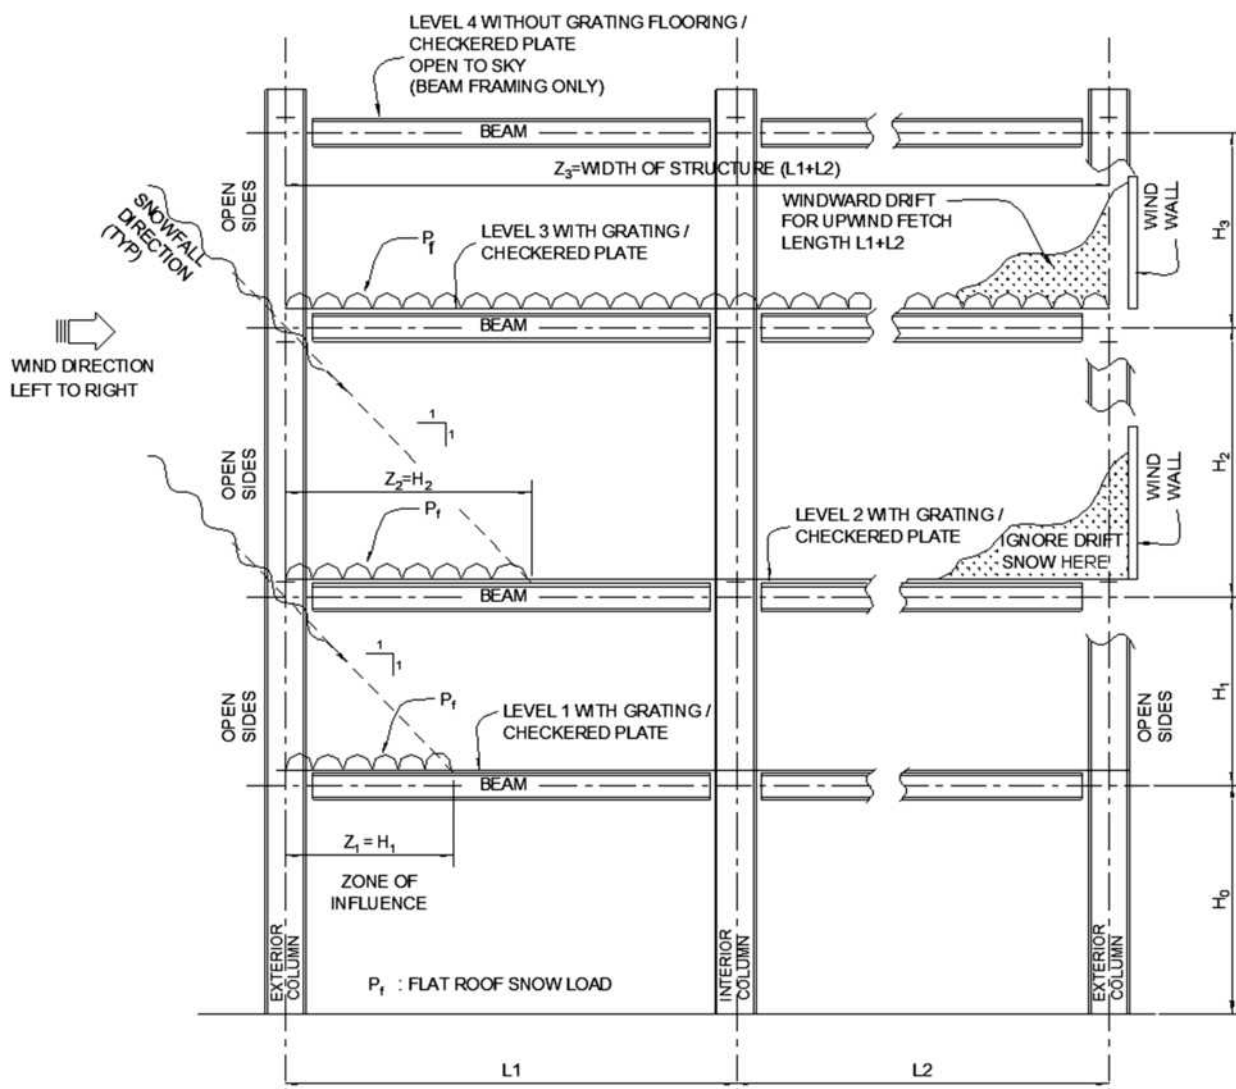 LEVEL 4 WITHOUT GRATING FLOORING /
CHECKERED PLATE
OPEN TO SKY
(BEAM FRAMING ONLY)
BEAM
Z3=WIDTH OF STRUCTURE (L1+L2)
OPEN
SIDES
SNOWFALL
DIRECTION
(TYP)
Pf
LEVEL 3 WITH GRATING /
CHECKERED PLATE
WINDWARD DRIFT
FOR UPWIND FETCH
LENGTH L1+L2
WIND
WALL
H3
BEAM
WIND DIRECTION
LEFT TO RIGHT
1
1
OPEN
SIDES
Z2=H2
Pf
LEVEL 2 WITH GRATING /
CHECKERED PLATE
IGNORE DRIFT
SNOW HERE
WIND
WALL
H2
BEAM
1
1
OPEN
SIDES
Pf
LEVEL 1 WITH GRATING /
CHECKERED PLATE
OPEN
SIDES
H1
BEAM
Z1 = H1
ZONE OF
INFLUENCE
H0
EXTERIOR
COLUMN
Pf : FLAT ROOF SNOW LOAD
INTERIOR
COLUMN
EXTERIOR
COLUMN
L1
L2